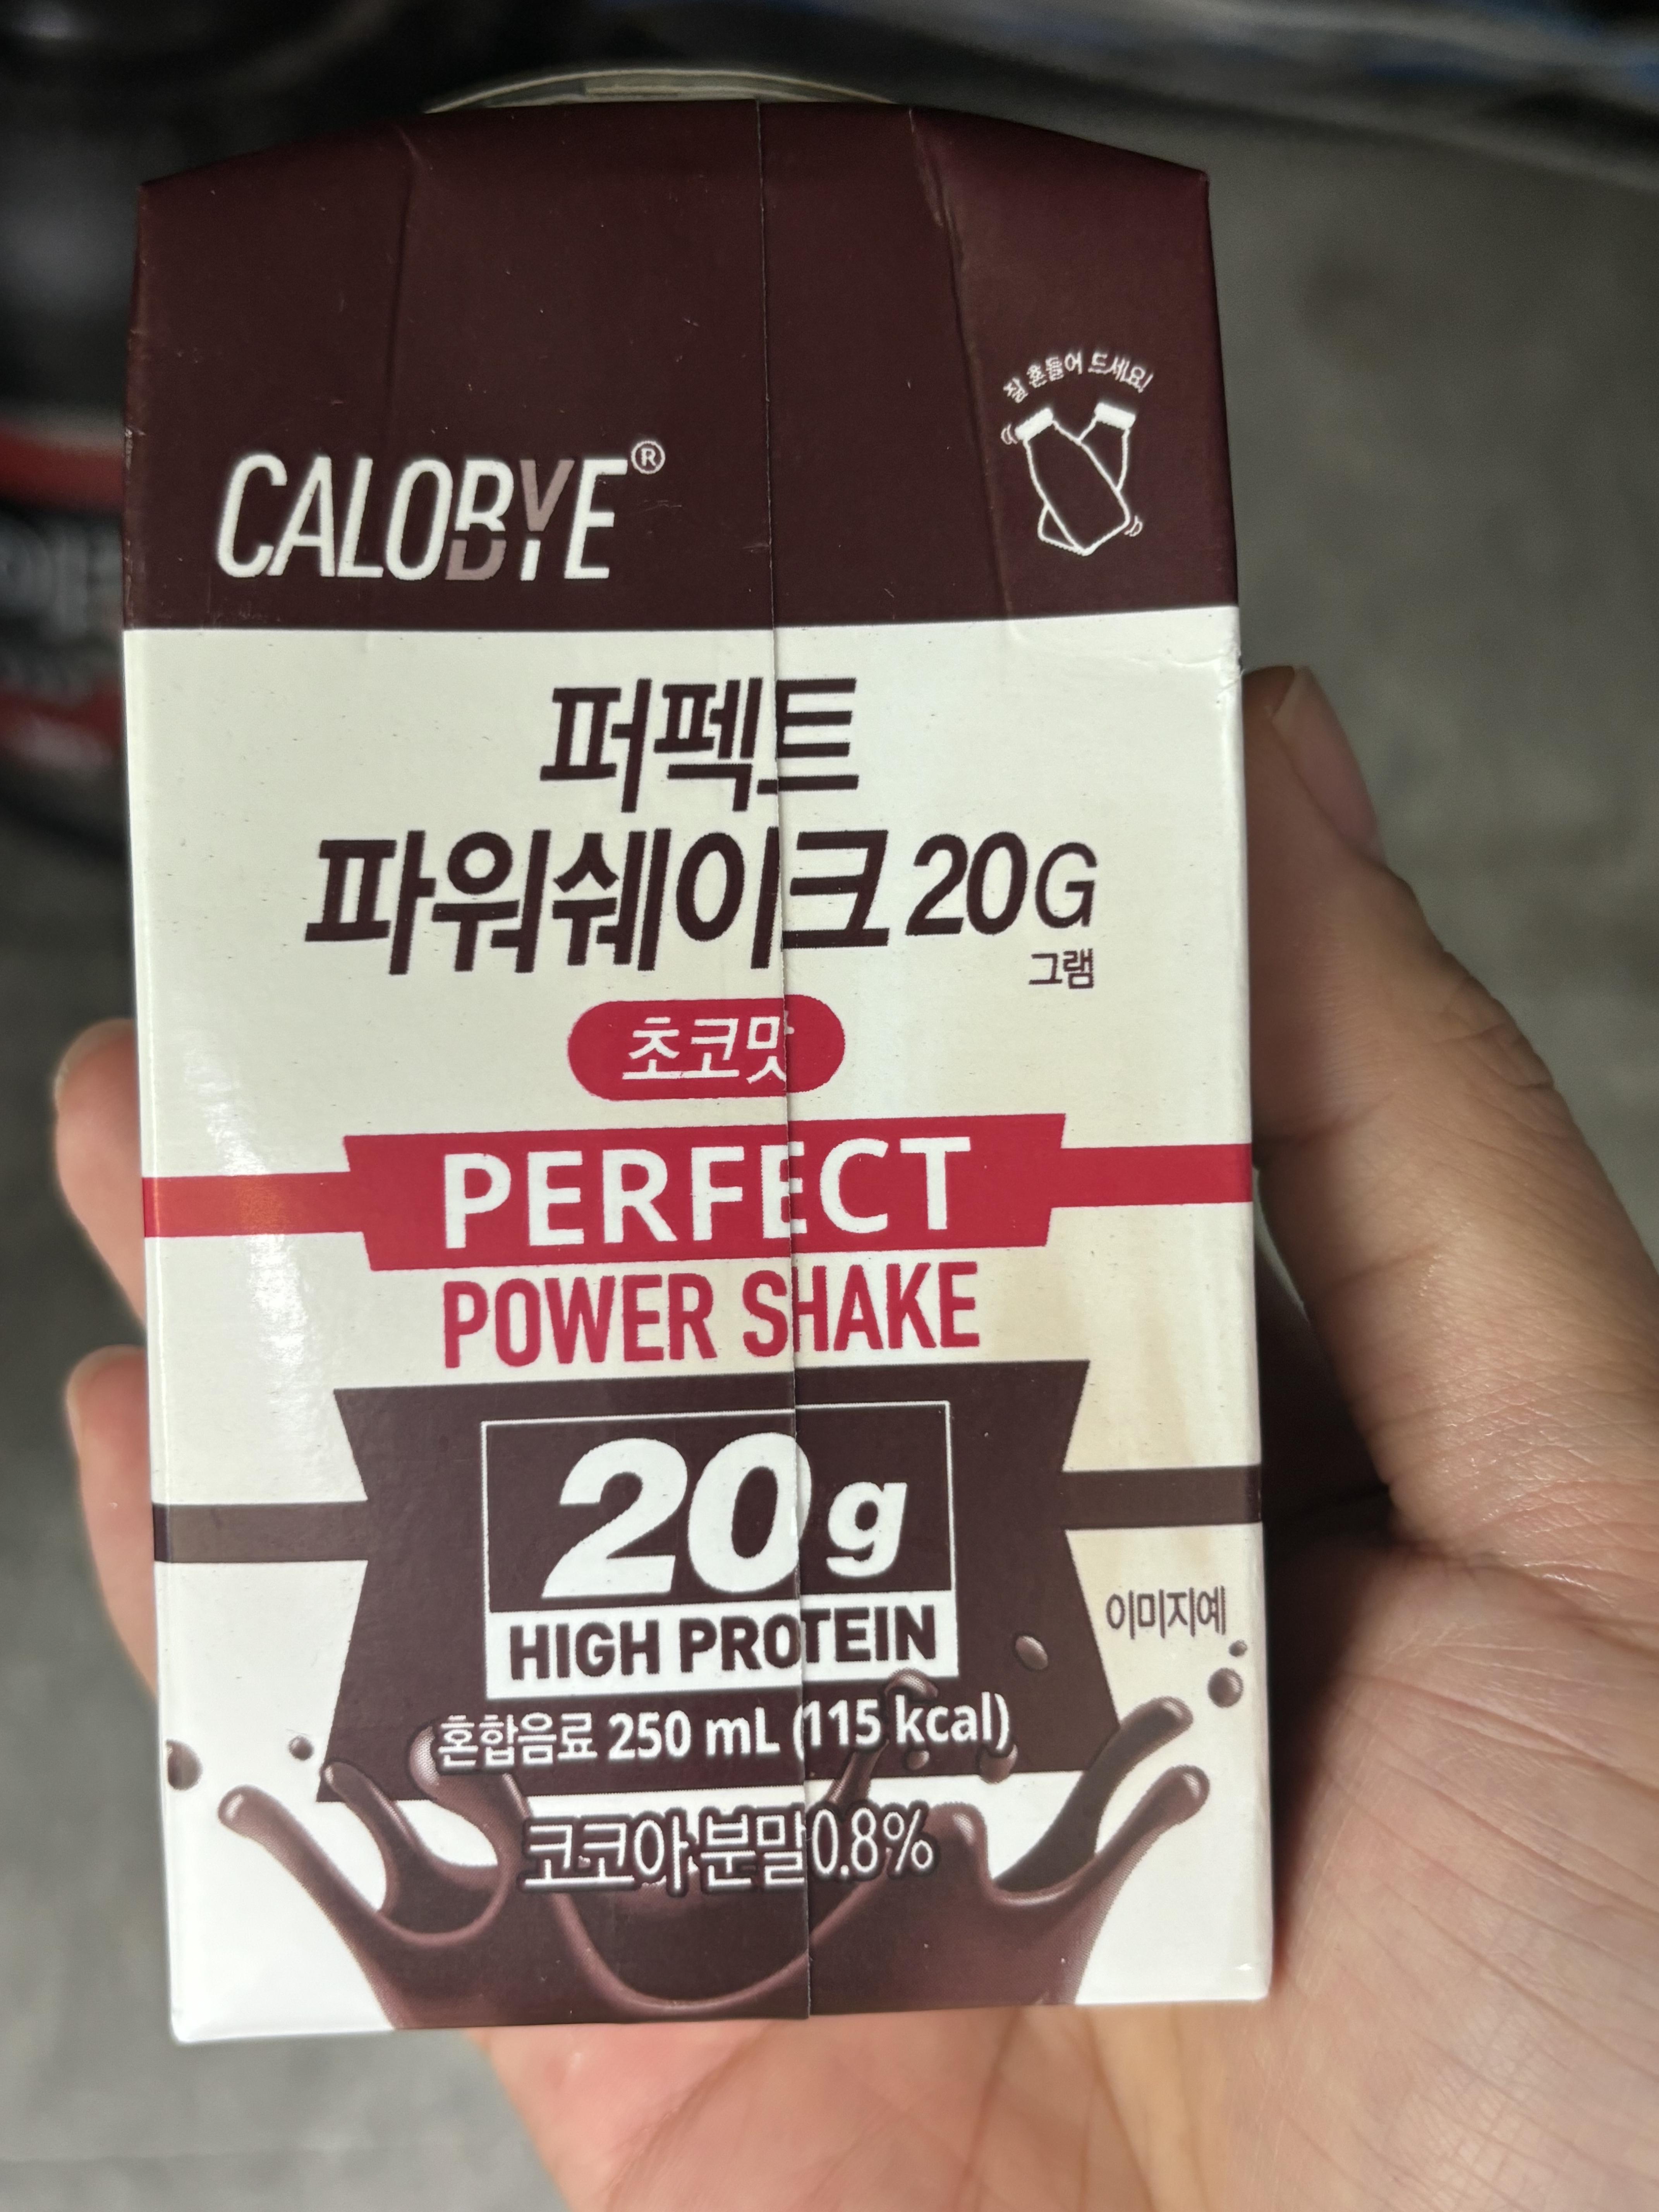 CALOBYE®
잘 흔들어 드세요!
퍼펙트
파워쉐이크 20G
그램
초코맛
PERFECT
POWER SHAKE
20g
HIGH PROTEIN
이미지예
혼합음료 250 mL (115 kcal)
코코아분말0.8%